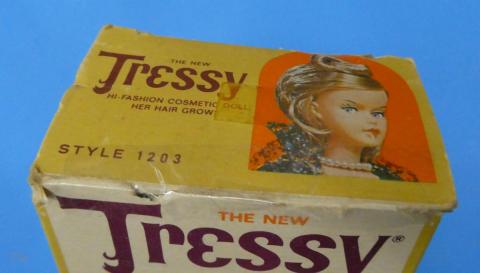 THE NEW
Tressy
HI-FASHION COSMETIC DOLL
HER HAIR GROWS
STYLE 1203
THE NEW
Tressy®